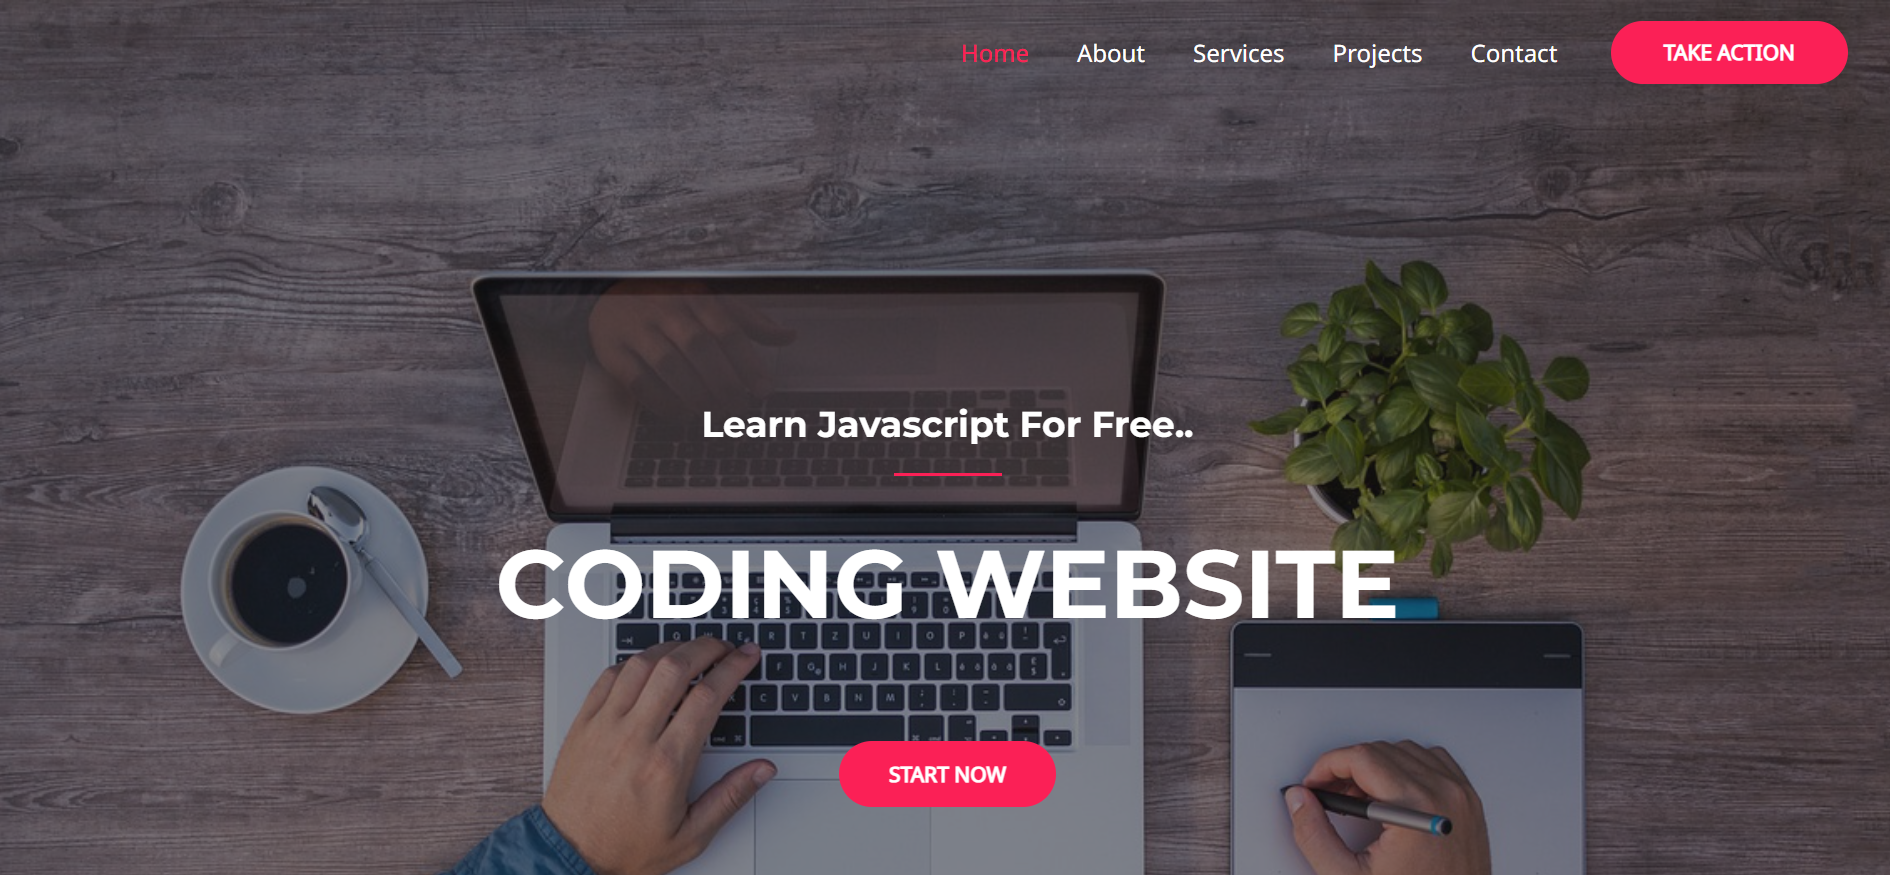 Home About Services Projects Contact TAKE ACTION
Learn Javascript For Free..
CODING WEBSITE
START NOW